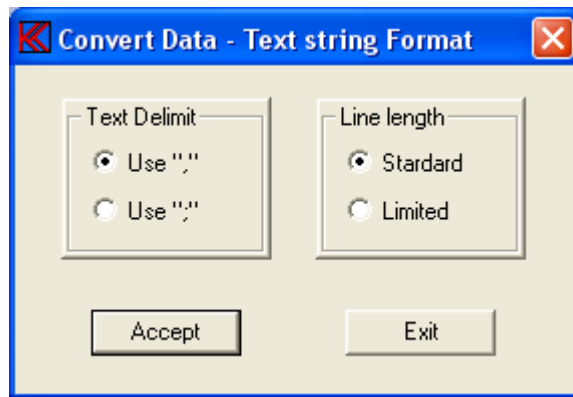 Convert Data - Text string Format
Text Delimit
Use ","
Use ";"
Line length
Stardard
Limited
Accept
Exit